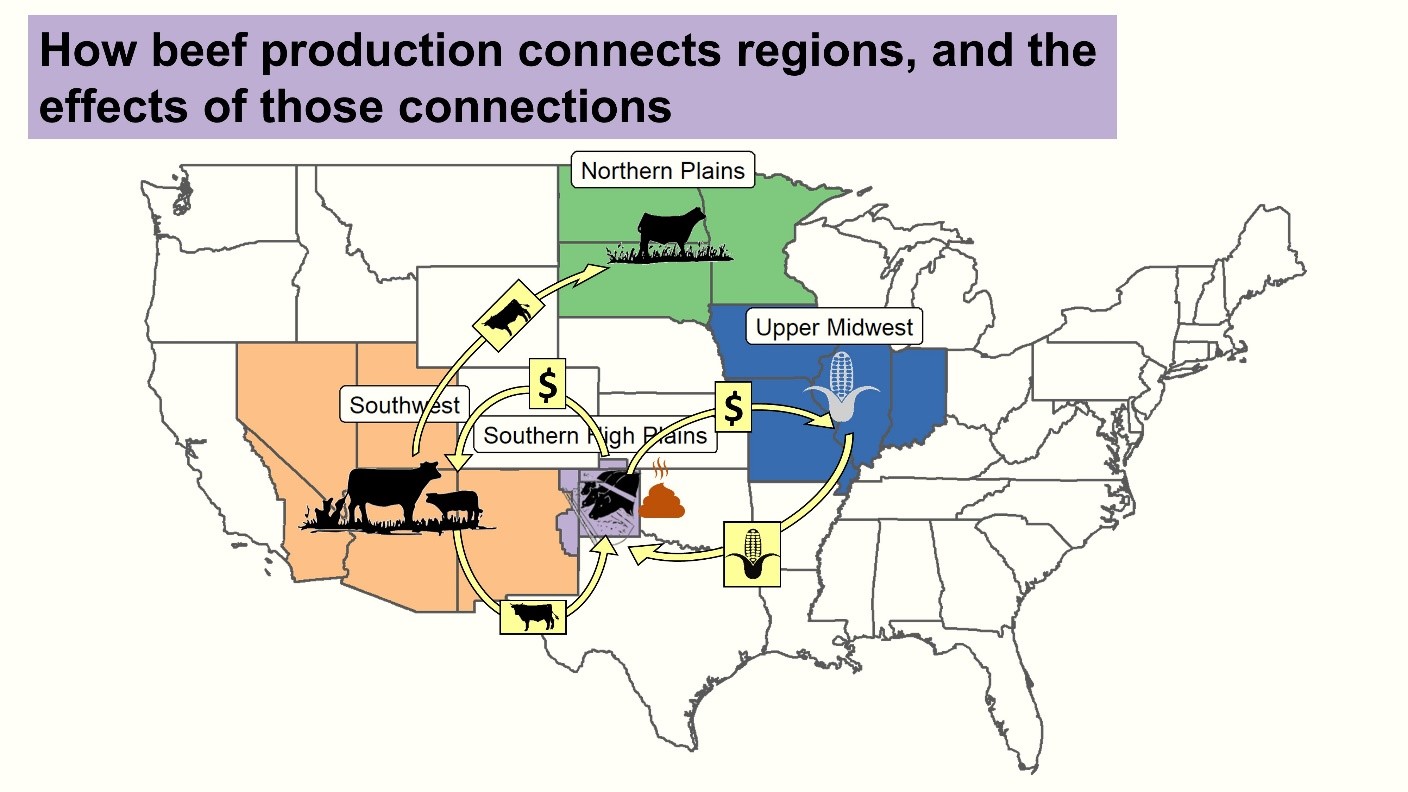 How beef production connects regions, and the
effects of those connections
Northern Plains
Upper Midwest
Southwest
$
$
Southern High Plains